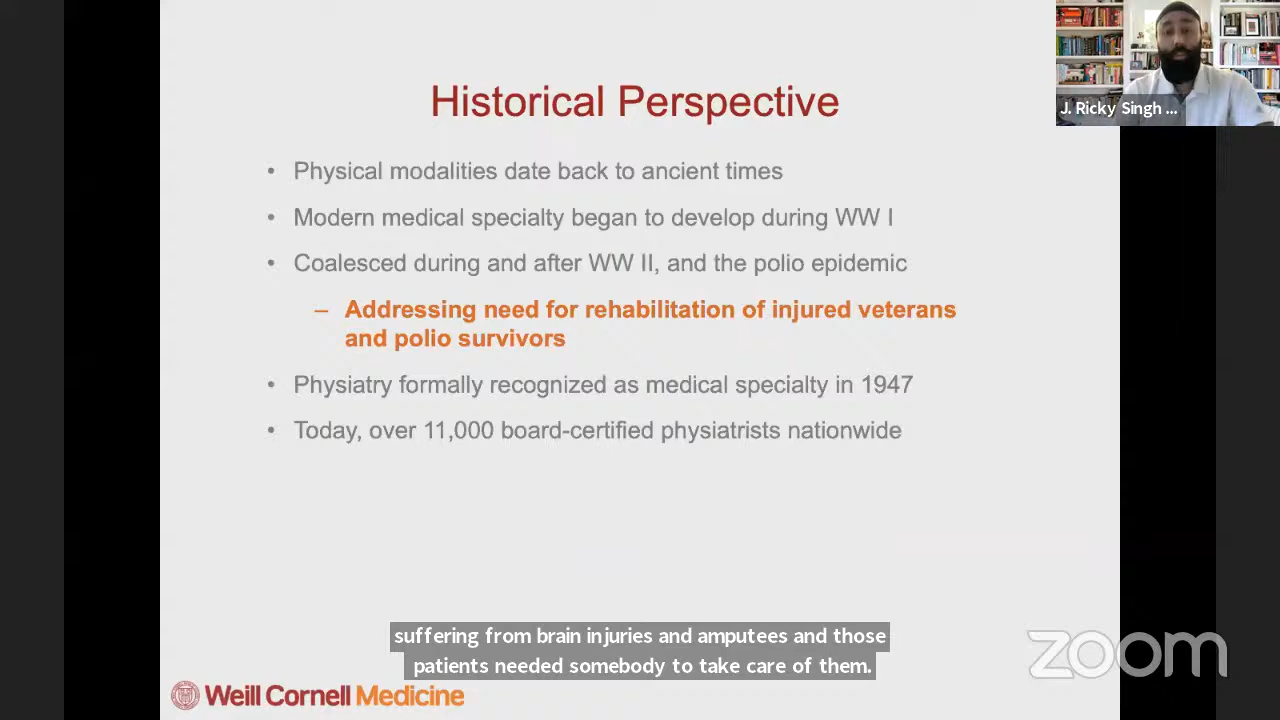 Historical Perspective
J. Ricky Singh ...
• Physical modalities date back to ancient times
• Modern medical specialty began to develop during WW I
• Coalesced during and after WW II, and the polio epidemic
– Addressing need for rehabilitation of injured veterans
and polio survivors
• Physiatry formally recognized as medical specialty in 1947
• Today, over 11,000 board-certified physiatrists nationwide
suffering from brain injuries and amputees and those
patients needed somebody to take care of them.
zoom
Weill Cornell Medicine